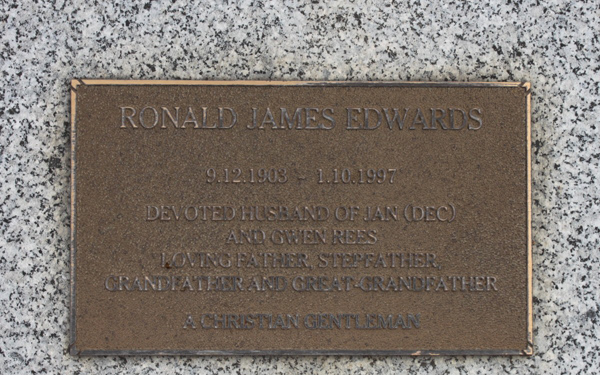 RONALD JAMES EDWARDS
9.12.1903 - 1.10.1997
DEVOTED HUSBAND OF JAN (DEC)
AND GWEN REES
LOVING FATHER, STEPFATHER,
GRANDFATHER AND GREAT-GRANDFATHER
A CHRISTIAN GENTLEMAN